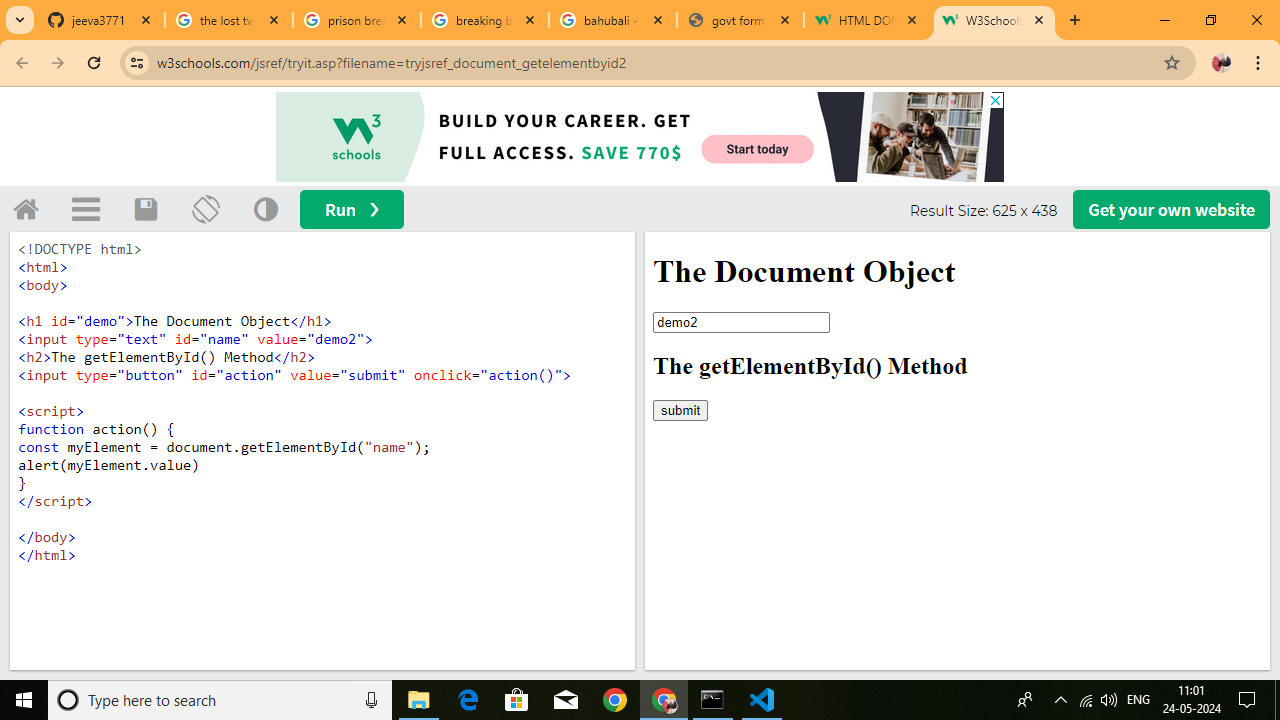 jeeva3771
the lost tv
prison brea
breaking b
bahubali -
govt form
HTML DOM
W3Schools
w3schools.com/jsref/tryit.asp?filename=tryjsref_document_getelementbyid2
3
schools
BUILD YOUR CAREER. GET
FULL ACCESS. SAVE 770$
Start today
Run ❯
Result Size: 625 x 438
Get your own website
<!DOCTYPE html>
<html>
<body>
<h1 id="demo">The Document Object</h1>
<input type="text" id="name" value="demo2">
<h2>The getElementById() Method</h2>
<input type="button" id="action" value="submit" onclick="action()">
<script>
function action() {
const myElement = document.getElementById("name");
alert(myElement.value)
}
</script>
</body>
</html>
The Document Object
demo2
The getElementById() Method
submit
Type here to search
ENG
11:01
24-05-2024